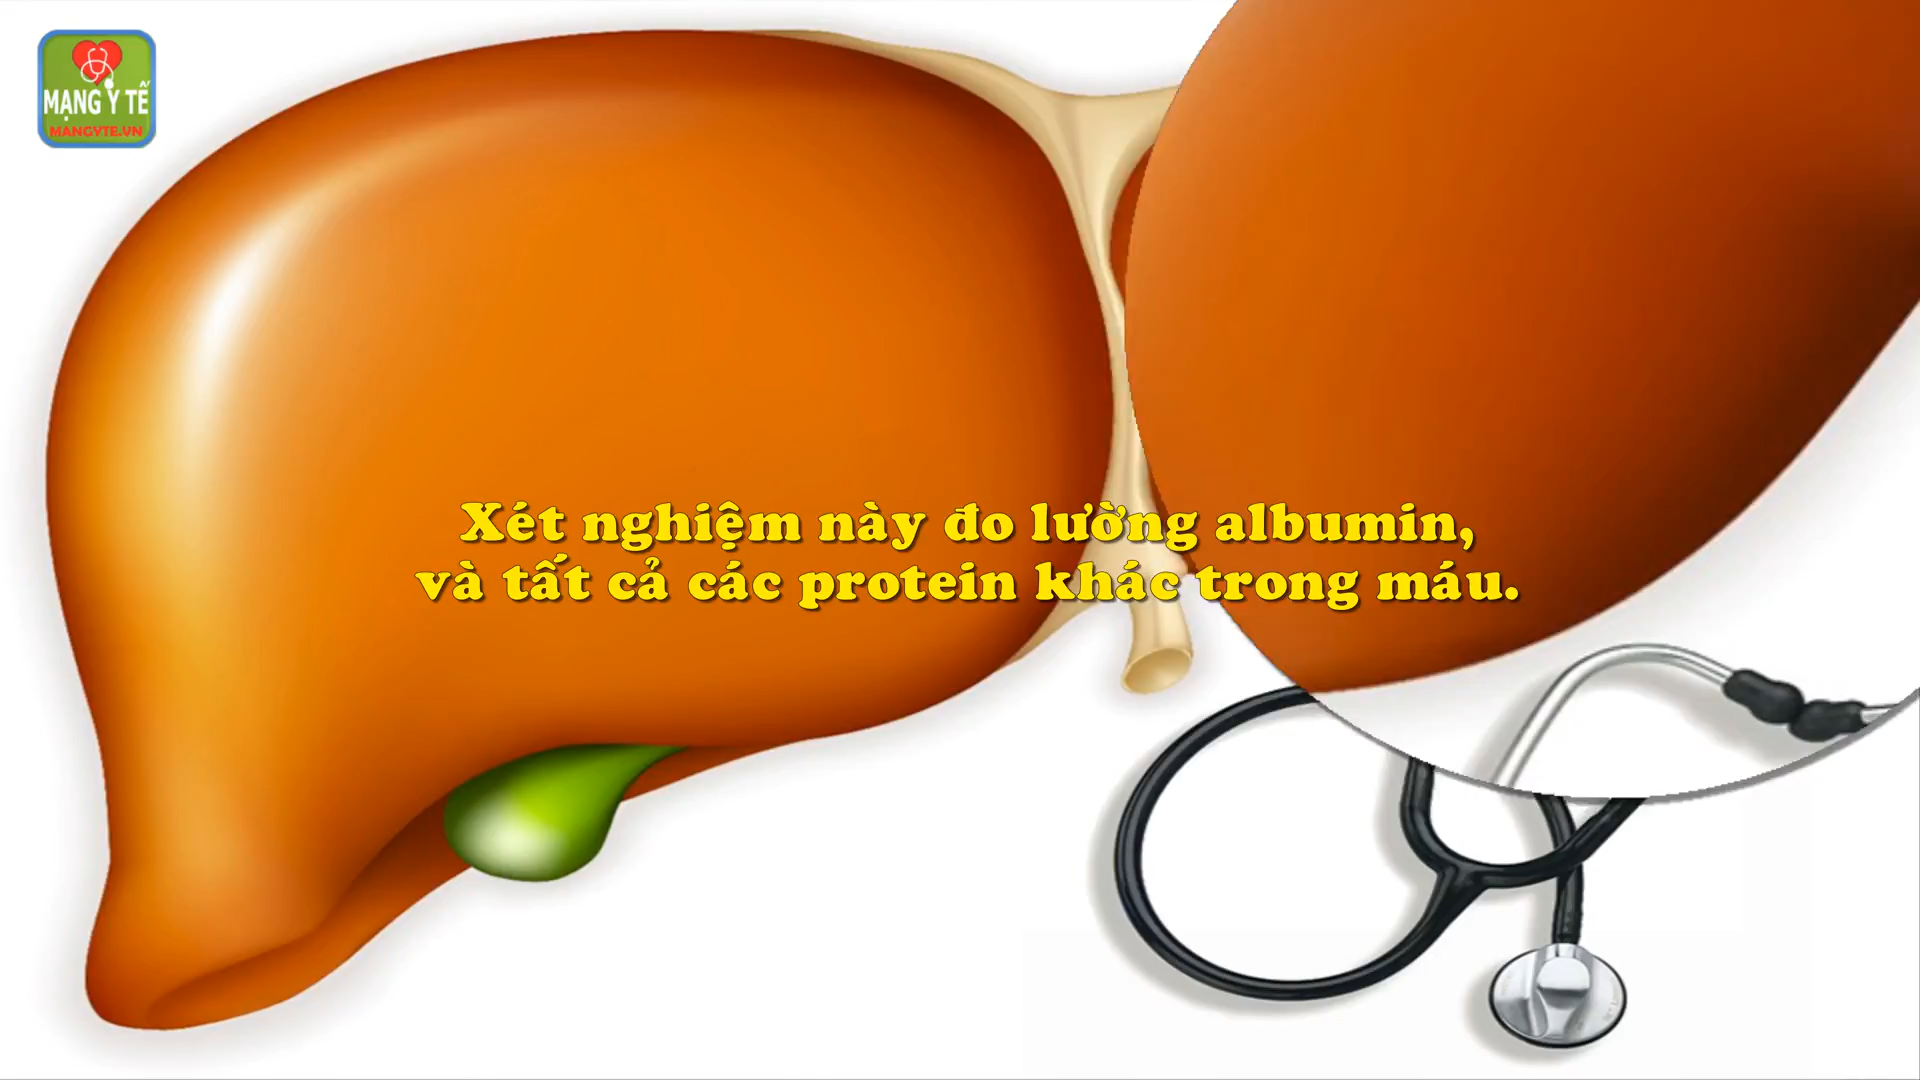 MẠNG Y TẾ
MANGYTE.VN
Xét nghiệm này đo lường albumin,
và tất cả các protein khác trong máu.